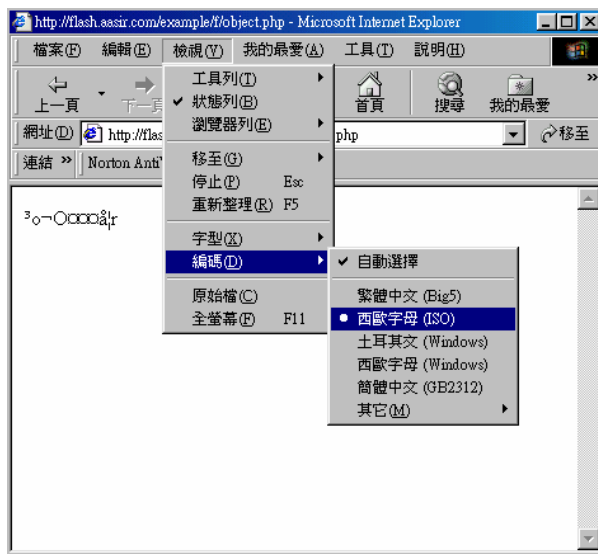 http://flash.aasir.com/example/f/object.php - Microsoft Internet Explorer
檔案(F) 編輯(E) 檢視(V) 我的最愛(A) 工具(T) 說明(H)
上一頁 下一頁 首頁 搜尋 我的最愛 »
網址(D) http://flas php 移至
連結 » Norton Anti
工具列(T)
狀態列(B)
瀏覽器列(E)
移至(G)
停止(P) Esc
重新整理(R) F5
字型(X)
編碼(D)
原始檔(C)
全螢幕(F) F11
自動選擇
繁體中文 (Big5)
西歐字母 (ISO)
土耳其文 (Windows)
西歐字母 (Windows)
簡體中文 (GB2312)
其它(M)